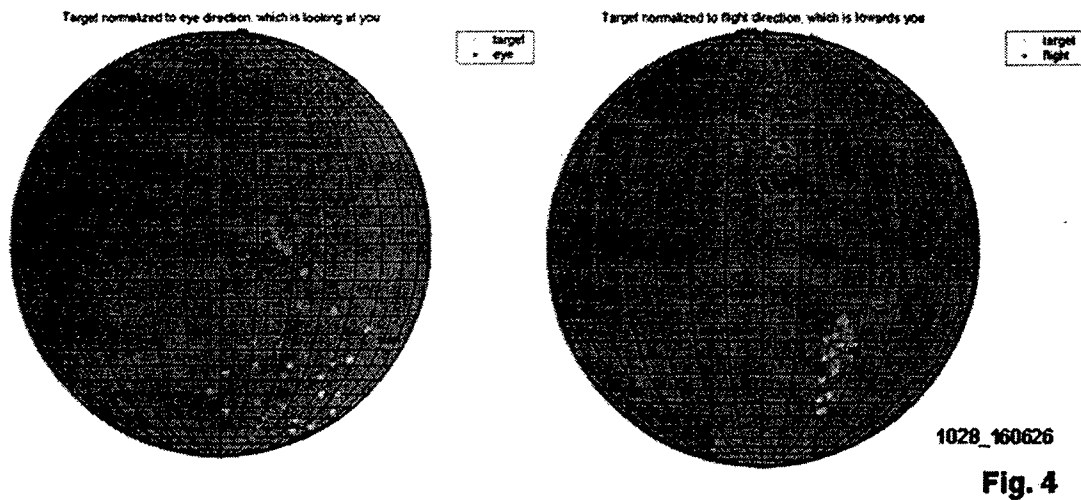 Target normalized to eye direction, which is looking at you
target
eye
Target normalized to flight direction, which is towards you
target
flight
1028_160626
Fig. 4